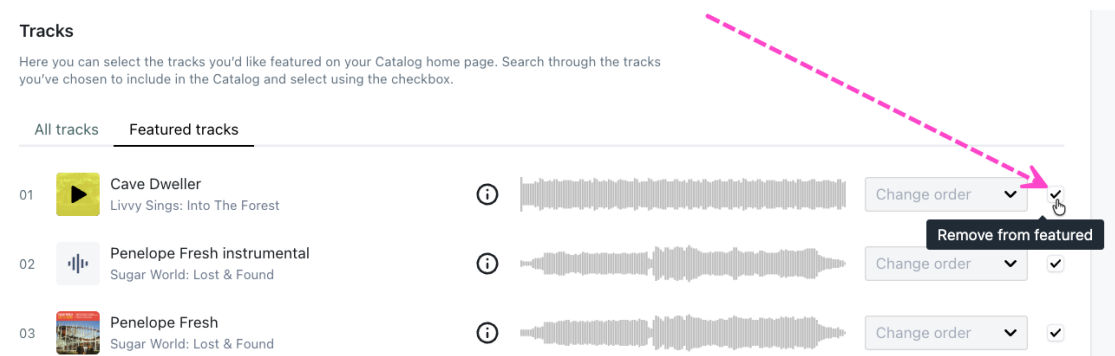 Tracks
Here you can select the tracks you'd like featured on your Catalog home page. Search through the tracks
you've chosen to include in the Catalog and select using the checkbox.
All tracks Featured tracks
01 Cave Dweller Change order
Livvy Sings: Into The Forest
Remove from featured
02 Penelope Fresh instrumental Change order
Sugar World: Lost & Found
03 Penelope Fresh Change order
Sugar World: Lost & Found